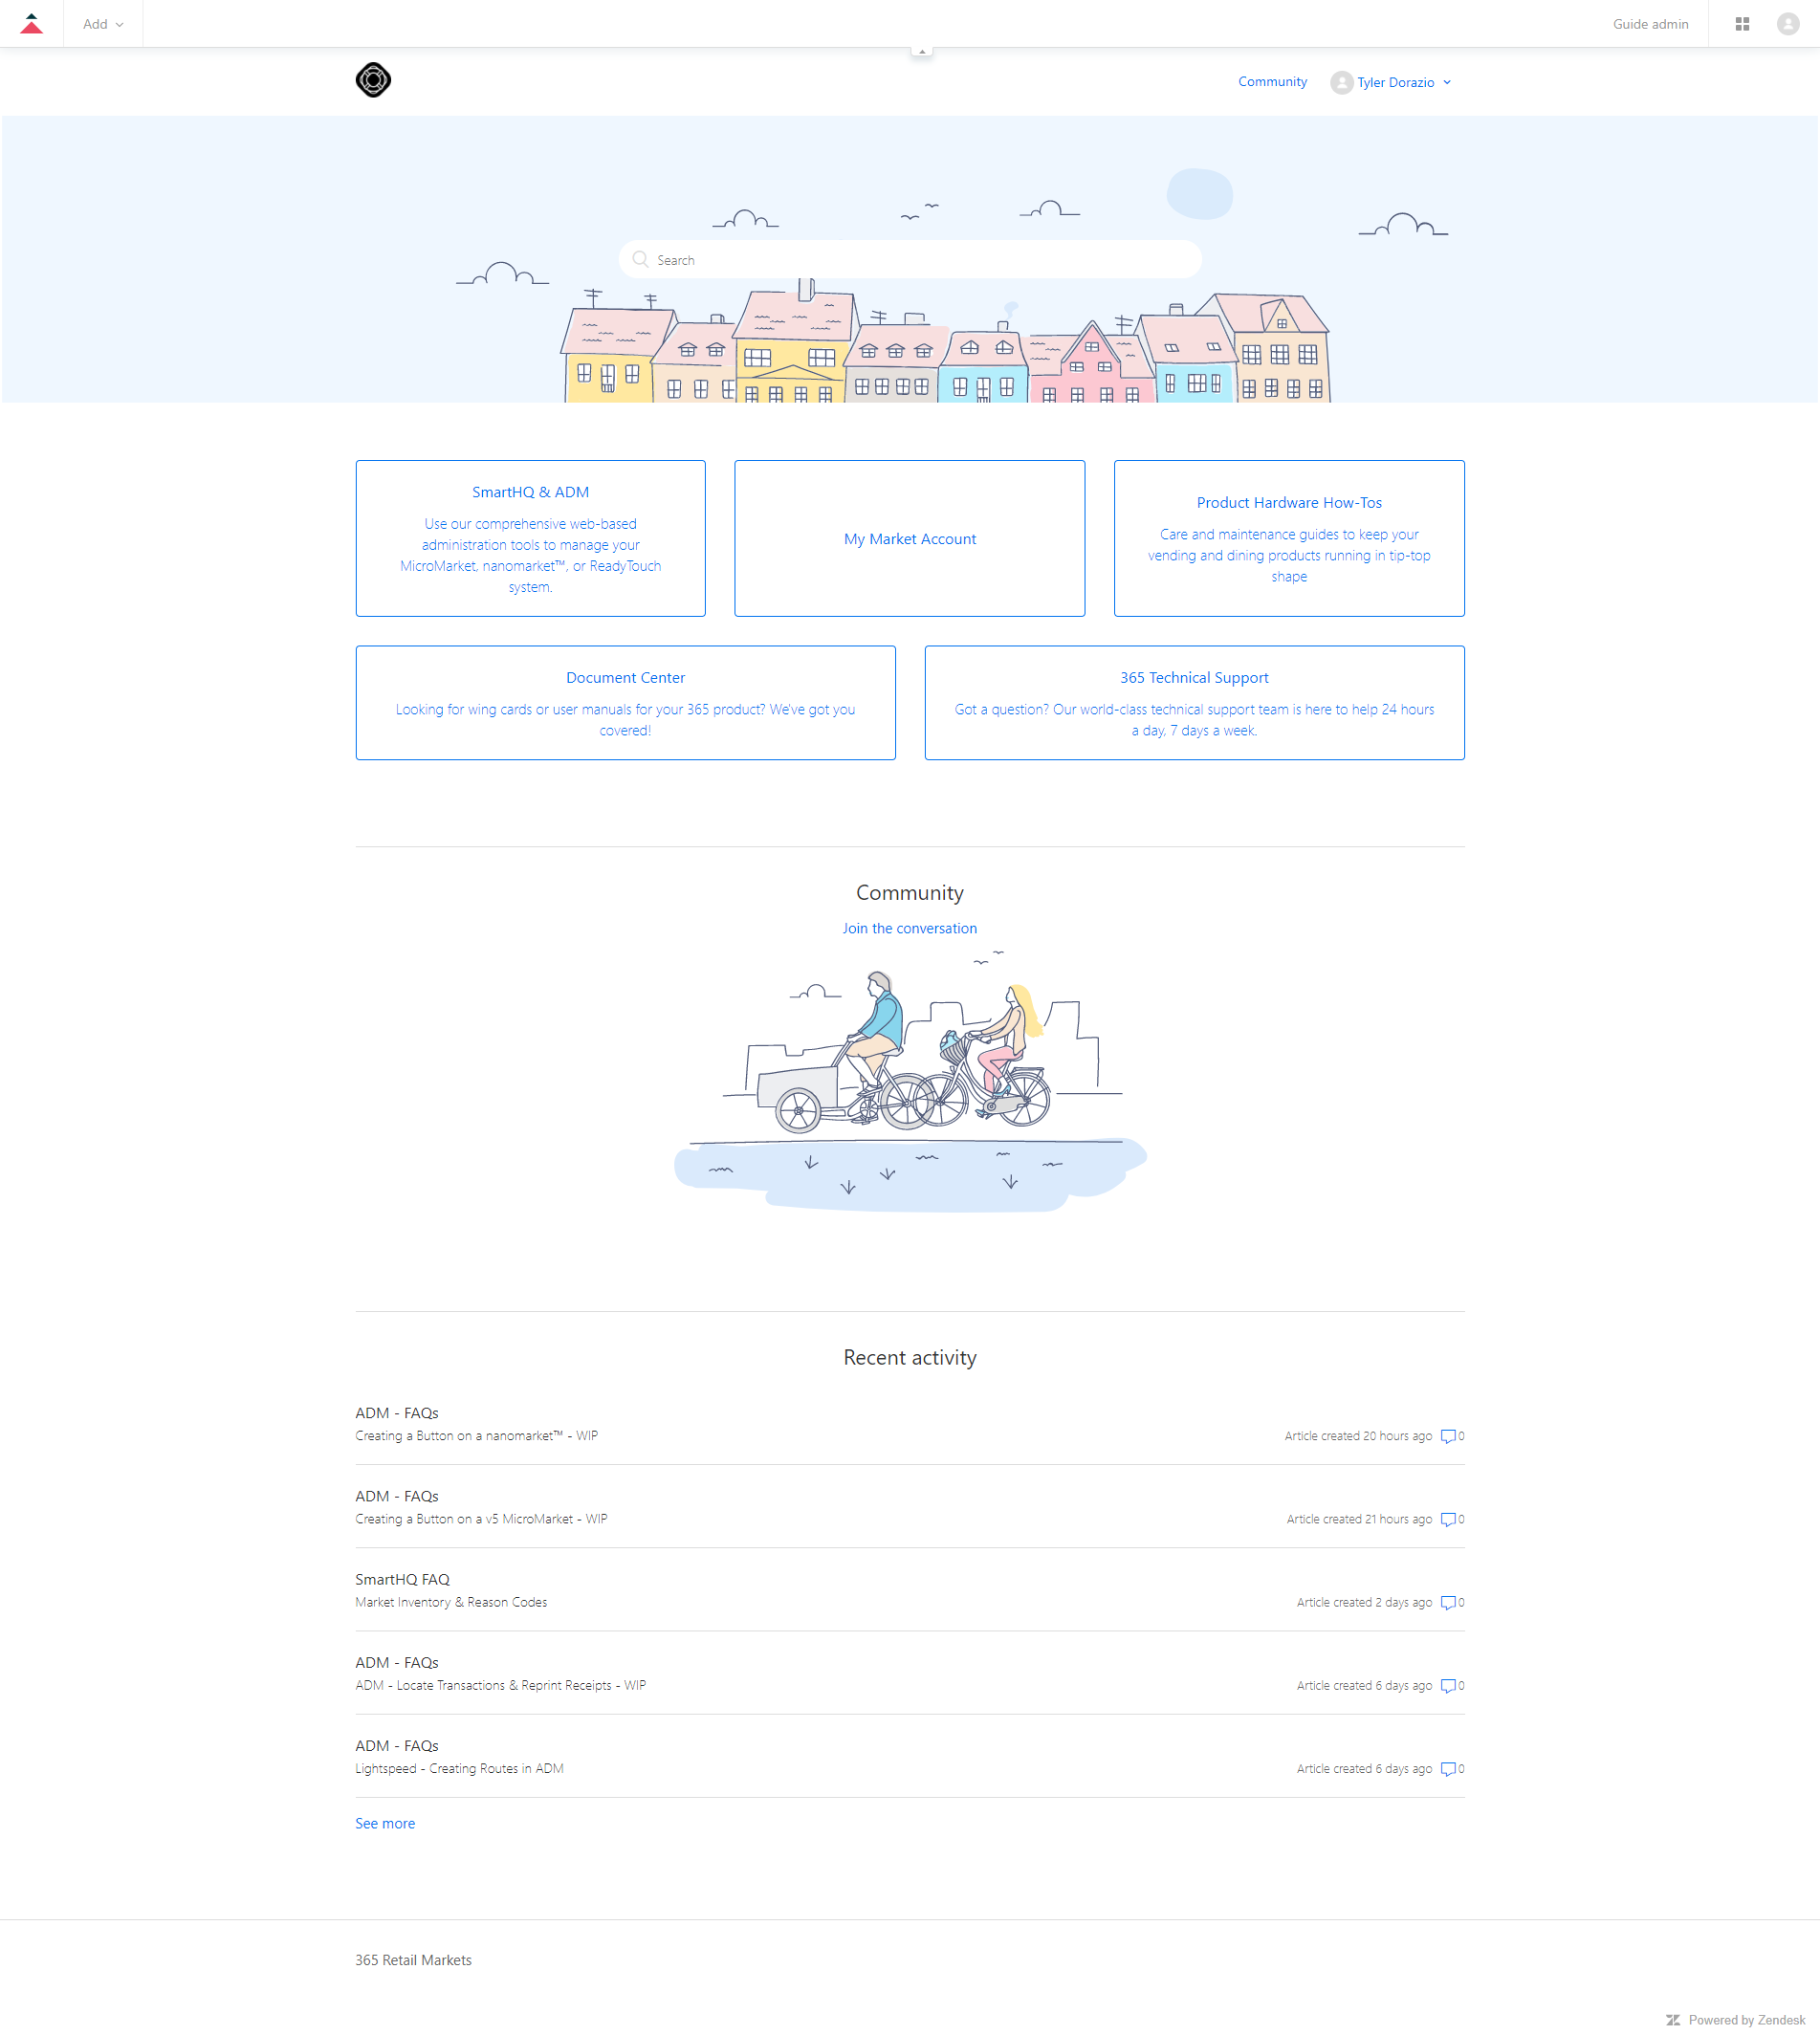 Add
Guide admin
Community
Tyler Dorazio
Search
SmartHQ & ADM
Use our comprehensive web-based
administration tools to manage your
MicroMarket, nanomarket™, or ReadyTouch
system.
My Market Account
Product Hardware How-Tos
Care and maintenance guides to keep your
vending and dining products running in tip-top
shape
Document Center
Looking for wing cards or user manuals for your 365 product? We've got you
covered!
365 Technical Support
Got a question? Our world-class technical support team is here to help 24 hours
a day, 7 days a week.
Community
Join the conversation
Recent activity
ADM - FAQs
Creating a Button on a nanomarket™ - WIP
Article created 20 hours ago 0
ADM - FAQs
Creating a Button on a v5 MicroMarket - WIP
Article created 21 hours ago 0
SmartHQ FAQ
Market Inventory & Reason Codes
Article created 2 days ago 0
ADM - FAQs
ADM - Locate Transactions & Reprint Receipts - WIP
Article created 6 days ago 0
ADM - FAQs
Lightspeed - Creating Routes in ADM
Article created 6 days ago 0
See more
365 Retail Markets
Powered by Zendesk